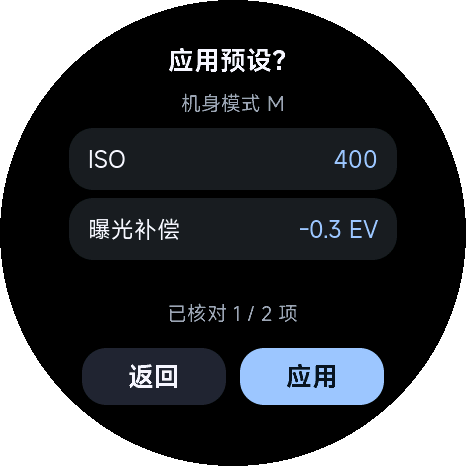 应用预设？
机身模式 M
ISO 400
曝光补偿 -0.3 EV
已核对 1 / 2 项
返回 应用